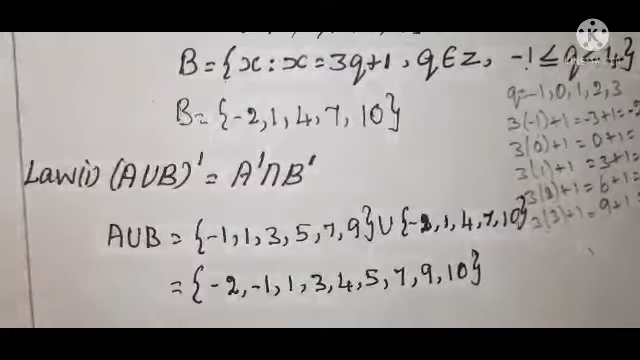 B = {x : x = 3q+1, q ∈ z, -1 ≤ q < 4}
B = {-2, 1, 4, 7, 10}
q = -1, 0, 1, 2, 3
3(-1)+1 = -3+1 = -2
3(0)+1 = 0+1 =
3(1)+1 = 3+1 =
3(2)+1 = 6+1 =
3(3)+1 = 9+1 =
Law(i) (A∪B)' = A'∩B'
A∪B = {-1, 1, 3, 5, 7, 9} ∪ {-2, 1, 4, 7, 10}
= {-2, -1, 1, 3, 4, 5, 7, 9, 10}